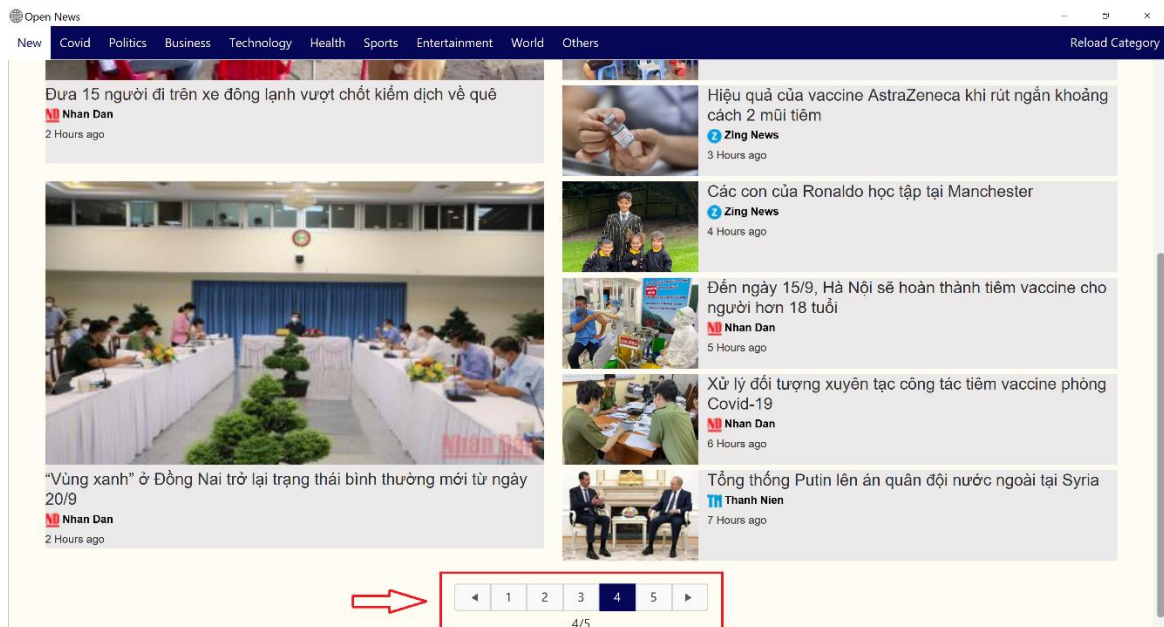 Open News
New Covid Politics Business Technology Health Sports Entertainment World Others Reload Category
Đưa 15 người đi trên xe đông lạnh vượt chốt kiểm dịch về quê
ND Nhan Dan
2 Hours ago
“Vùng xanh” ở Đồng Nai trở lại trạng thái bình thường mới từ ngày
20/9
ND Nhan Dan
2 Hours ago
Hiệu quả của vaccine AstraZeneca khi rút ngắn khoảng
cách 2 mũi tiêm
Z Zing News
3 Hours ago
Các con của Ronaldo học tập tại Manchester
Z Zing News
4 Hours ago
Đến ngày 15/9, Hà Nội sẽ hoàn thành tiêm vaccine cho
người hơn 18 tuổi
ND Nhan Dan
5 Hours ago
Xử lý đối tượng xuyên tạc công tác tiêm vaccine phòng
Covid-19
ND Nhan Dan
6 Hours ago
Tổng thống Putin lên án quân đội nước ngoài tại Syria
TN Thanh Nien
7 Hours ago
1 2 3 4 5
4/5